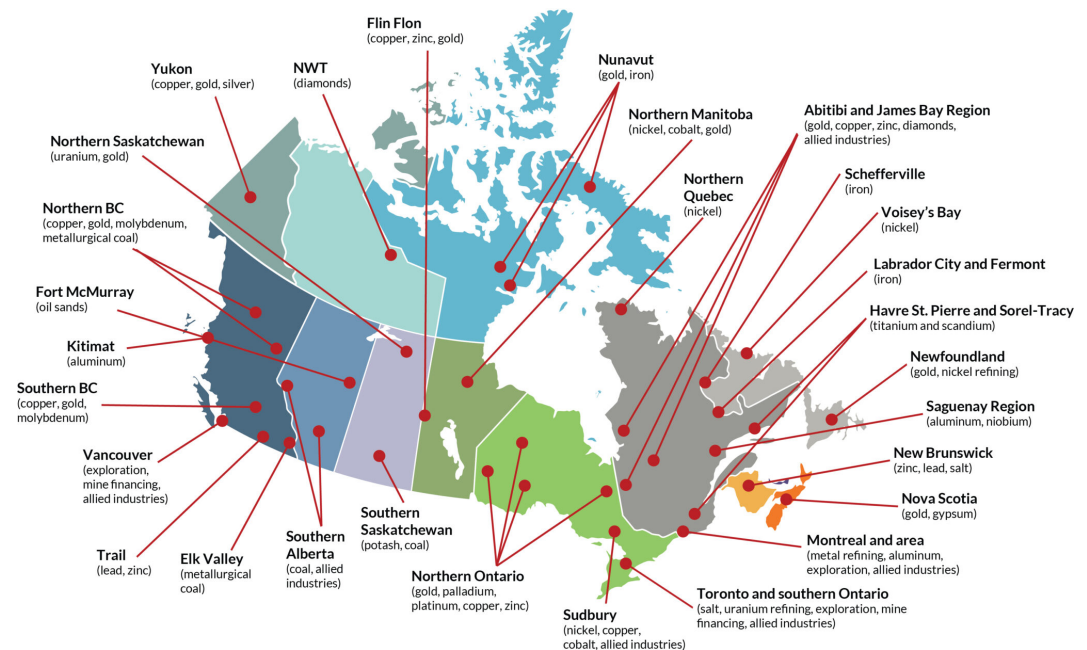 Flin Flon
(copper, zinc, gold)
Yukon
(copper, gold, silver)
NWT
(diamonds)
Nunavut
(gold, iron)
Northern Manitoba
(nickel, cobalt, gold)
Abitibi and James Bay Region
(gold, copper, zinc, diamonds,
allied industries)
Northern Saskatchewan
(uranium, gold)
Schefferville
(iron)
Northern
Quebec
(nickel)
Northern BC
(copper, gold, molybdenum,
metallurgical coal)
Voisey's Bay
(nickel)
Labrador City and Fermont
(iron)
Fort McMurray
(oil sands)
Havre St. Pierre and Sorel-Tracy
(titanium and scandium)
Kitimat
(aluminum)
Newfoundland
(gold, nickel refining)
Southern BC
(copper, gold,
molybdenum)
Saguenay Region
(aluminum, niobium)
Vancouver
(exploration,
mine financing,
allied industries)
New Brunswick
(zinc, lead, salt)
Nova Scotia
(gold, gypsum)
Trail
(lead, zinc)
Elk Valley
(metallurgical
coal)
Southern
Alberta
(coal, allied
industries)
Southern
Saskatchewan
(potash, coal)
Northern Ontario
(gold, palladium,
platinum, copper, zinc)
Sudbury
(nickel, copper,
cobalt, allied industries)
Montreal and area
(metal refining, aluminum,
exploration, allied industries)
Toronto and southern Ontario
(salt, uranium refining, exploration, mine
financing, allied industries)